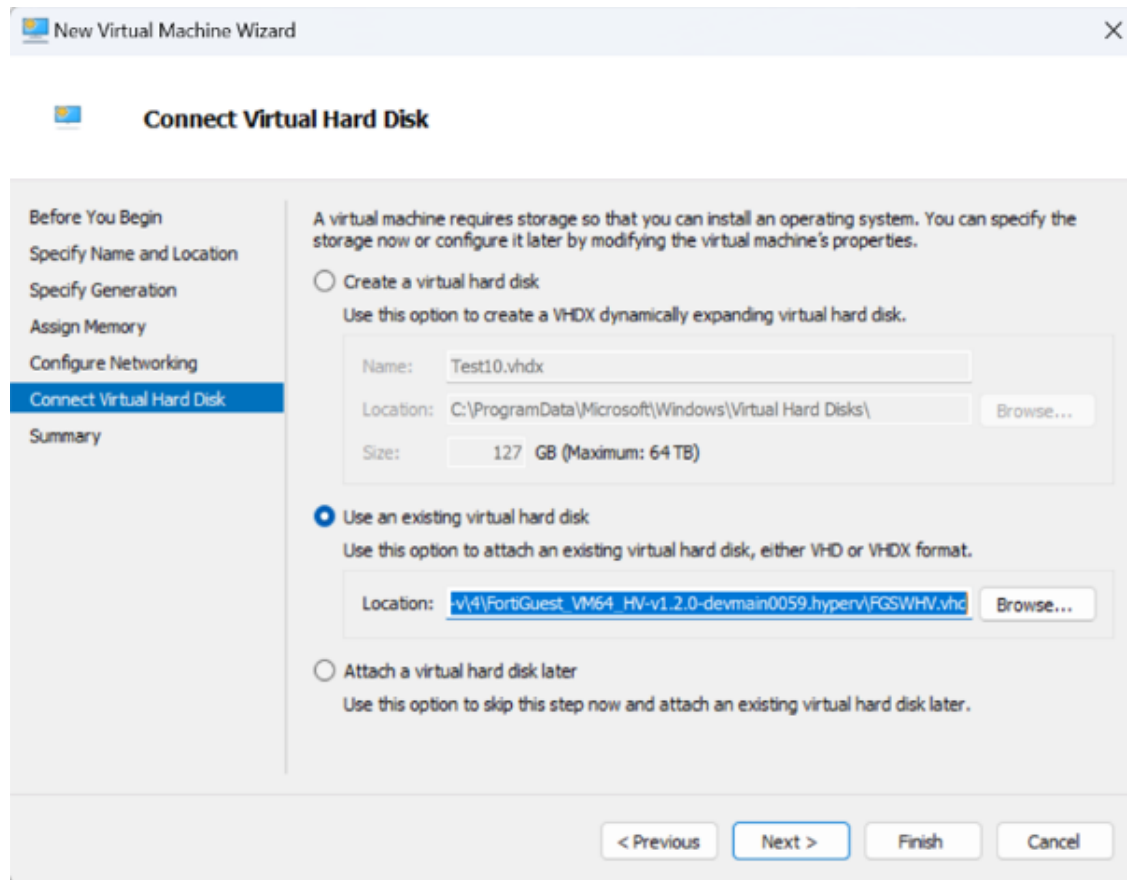 New Virtual Machine Wizard
Connect Virtual Hard Disk
Before You Begin
Specify Name and Location
Specify Generation
Assign Memory
Configure Networking
Connect Virtual Hard Disk
Summary
A virtual machine requires storage so that you can install an operating system. You can specify the
storage now or configure it later by modifying the virtual machine's properties.
Create a virtual hard disk
Use this option to create a VHDX dynamically expanding virtual hard disk.
Name: Test10.vhdx
Location: C:\ProgramData\Microsoft\Windows\Virtual Hard Disks\ Browse...
Size: 127 GB (Maximum: 64 TB)
Use an existing virtual hard disk
Use this option to attach an existing virtual hard disk, either VHD or VHDX format.
Location: -v\4\FortiGuest_VM64_HV-v1.2.0-devmain0059.hyperv\FGSWHV.vhd Browse...
Attach a virtual hard disk later
Use this option to skip this step now and attach an existing virtual hard disk later.
< Previous Next > Finish Cancel